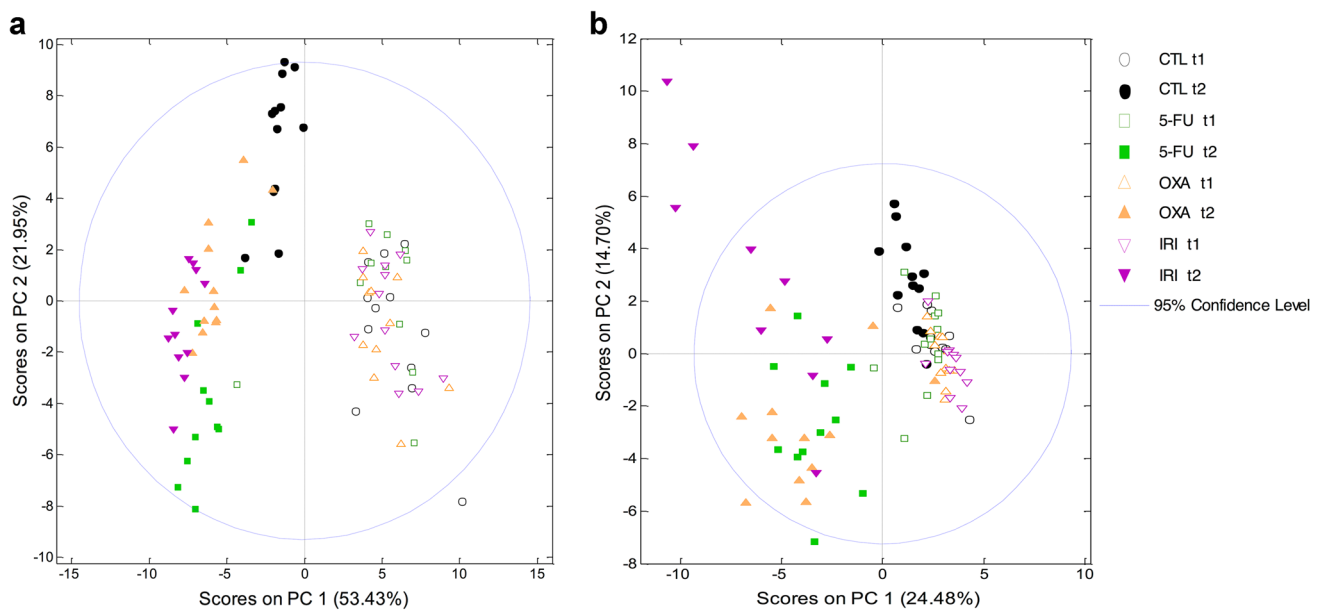 a
10
8
6
4
2
0
-2
-4
-6
-8
-10
-15
-10
-5
0
5
10
15
Scores on PC 1 (53.43%)
Scores on PC 2 (21.95%)
b
12
10
8
6
4
2
0
-2
-4
-6
-8
-10
-5
0
5
10
Scores on PC 1 (24.48%)
Scores on PC 2 (14.70%)
CTL t1
CTL t2
5-FU t1
5-FU t2
OXA t1
OXA t2
IRI t1
IRI t2
95% Confidence Level